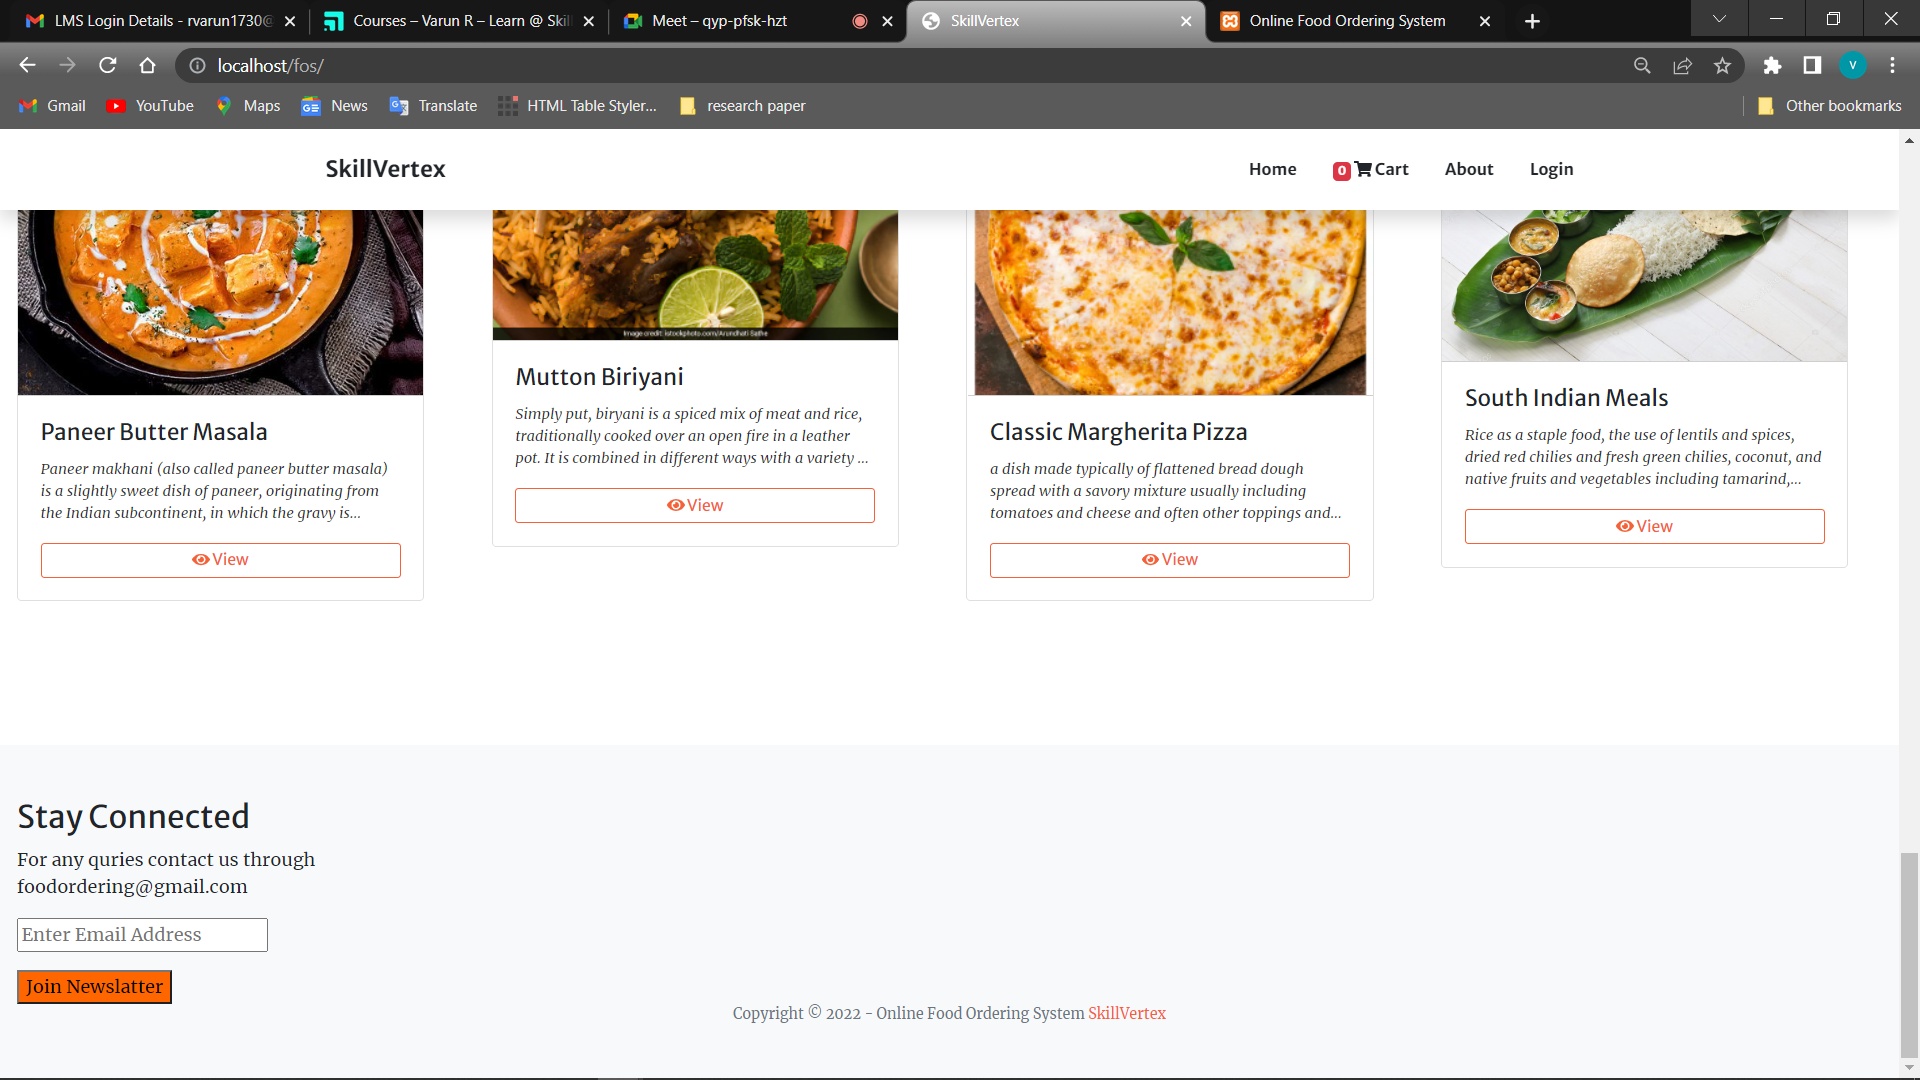 LMS Login Details - rvarun1730@
Courses – Varun R – Learn @ Skil
Meet – qyp-pfsk-hzt
SkillVertex
Online Food Ordering System
localhost/fos/
V
Gmail
YouTube
Maps
News
Translate
HTML Table Styler...
research paper
Other bookmarks
SkillVertex
Home
0 Cart
About
Login
Image credit: istockphoto.com/Arundhati Sathe
Paneer Butter Masala
Paneer makhani (also called paneer butter masala)
is a slightly sweet dish of paneer, originating from
the Indian subcontinent, in which the gravy is...
View
Mutton Biriyani
Simply put, biryani is a spiced mix of meat and rice,
traditionally cooked over an open fire in a leather
pot. It is combined in different ways with a variety ...
View
Classic Margherita Pizza
a dish made typically of flattened bread dough
spread with a savory mixture usually including
tomatoes and cheese and often other toppings and...
View
South Indian Meals
Rice as a staple food, the use of lentils and spices,
dried red chilies and fresh green chilies, coconut, and
native fruits and vegetables including tamarind,...
View
Stay Connected
For any quries contact us through
foodordering@gmail.com
Enter Email Address
Join Newslatter
Copyright © 2022 - Online Food Ordering System SkillVertex